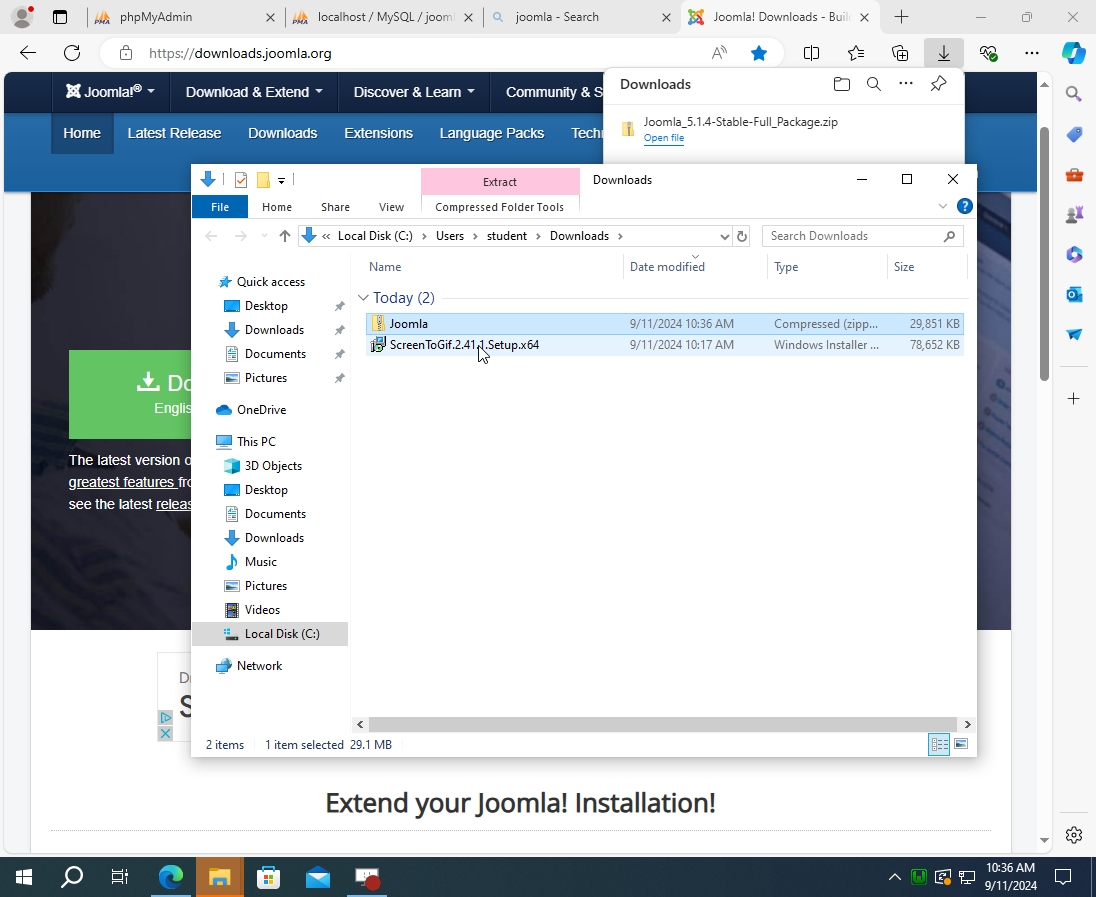 phpMyAdmin
localhost / MySQL / jooml
joomla - Search
Joomla! Downloads - Buil
https://downloads.joomla.org
Joomla!® Download & Extend Discover & Learn Community & S
Home Latest Release Downloads Extensions Language Packs Techn
Downloads
Joomla_5.1.4-Stable-Full_Package.zip
Open file
Extract
Downloads
File Home Share View Compressed Folder Tools
« Local Disk (C:) › Users › student › Downloads ›
Search Downloads
Name Date modified Type Size
Today (2)
Joomla 9/11/2024 10:36 AM Compressed (zipp... 29,851 KB
ScreenToGif.2.41.1.Setup.x64 9/11/2024 10:17 AM Windows Installer ... 78,652 KB
Quick access
Desktop
Downloads
Documents
Pictures
OneDrive
This PC
3D Objects
Desktop
Documents
Downloads
Music
Pictures
Videos
Local Disk (C:)
Network
2 items 1 item selected 29.1 MB
Do
Englis
The latest version o
greatest features fro
see the latest releas
D
S
Extend your Joomla! Installation!
10:36 AM
9/11/2024